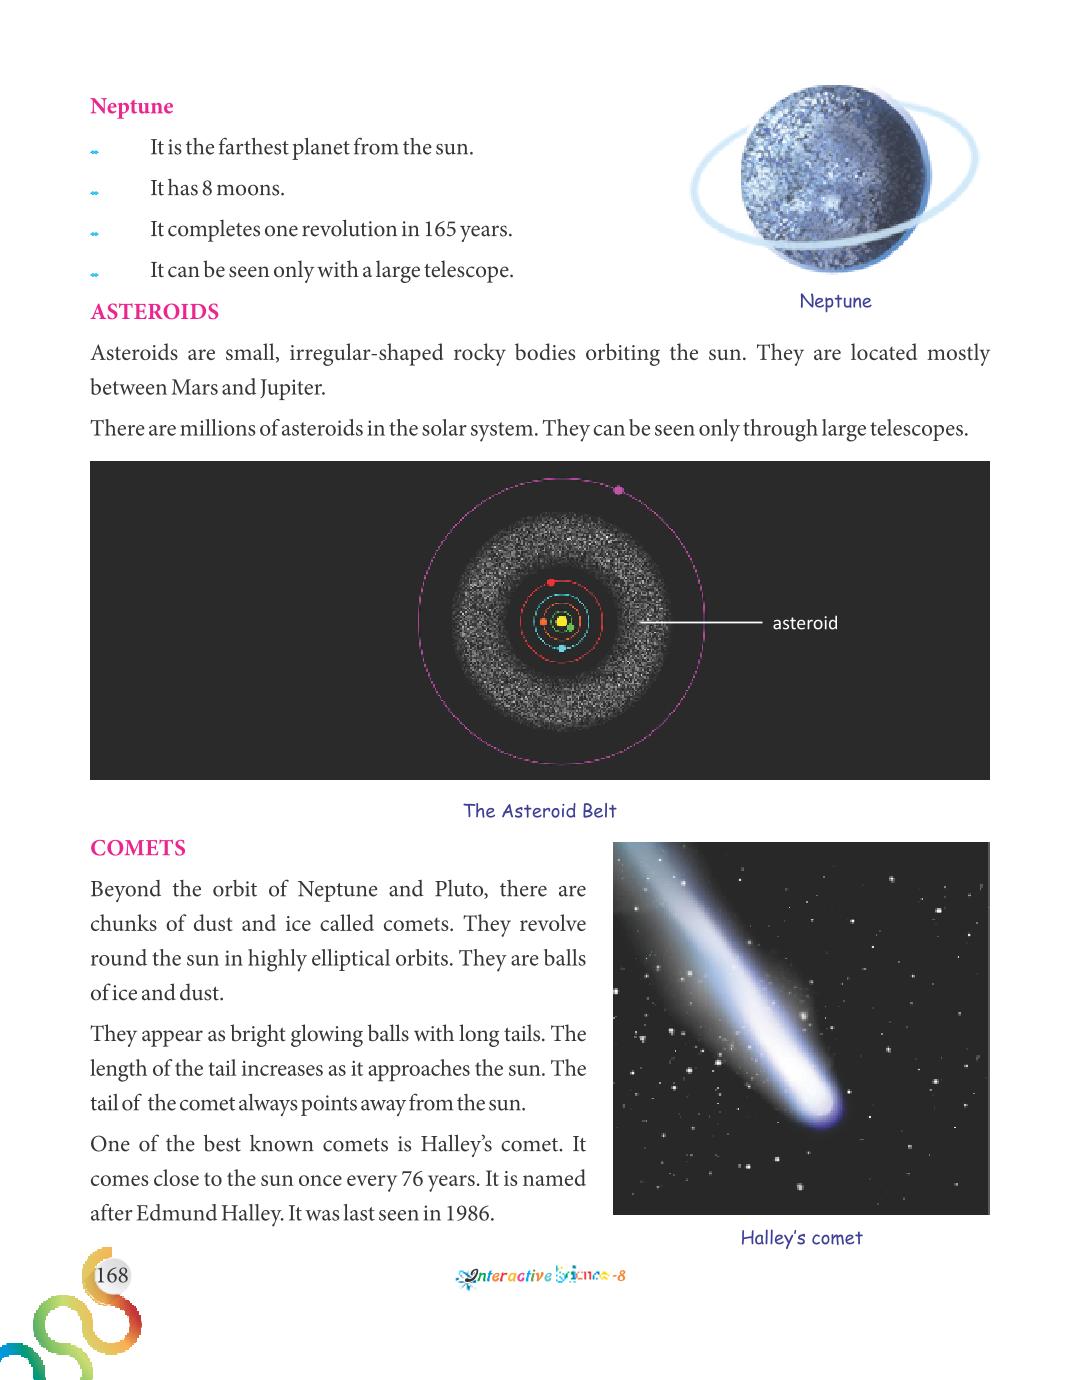 Neptune
It is the farthest planet from the sun.
It has 8 moons.
It completes one revolution in 165 years.
It can be seen only with a large telescope.
Neptune
ASTEROIDS
Asteroids are small, irregular-shaped rocky bodies orbiting the sun. They are located mostly
between Mars and Jupiter.
There are millions of asteroids in the solar system. They can be seen only through large telescopes.
asteroid
The Asteroid Belt
COMETS
Beyond the orbit of Neptune and Pluto, there are
chunks of dust and ice called comets. They revolve
round the sun in highly elliptical orbits. They are balls
of ice and dust.
They appear as bright glowing balls with long tails. The
length of the tail increases as it approaches the sun. The
tail of the comet always points away from the sun.
One of the best known comets is Halley’s comet. It
comes close to the sun once every 76 years. It is named
after Edmund Halley. It was last seen in 1986.
Halley’s comet
168
Interactive Science -8